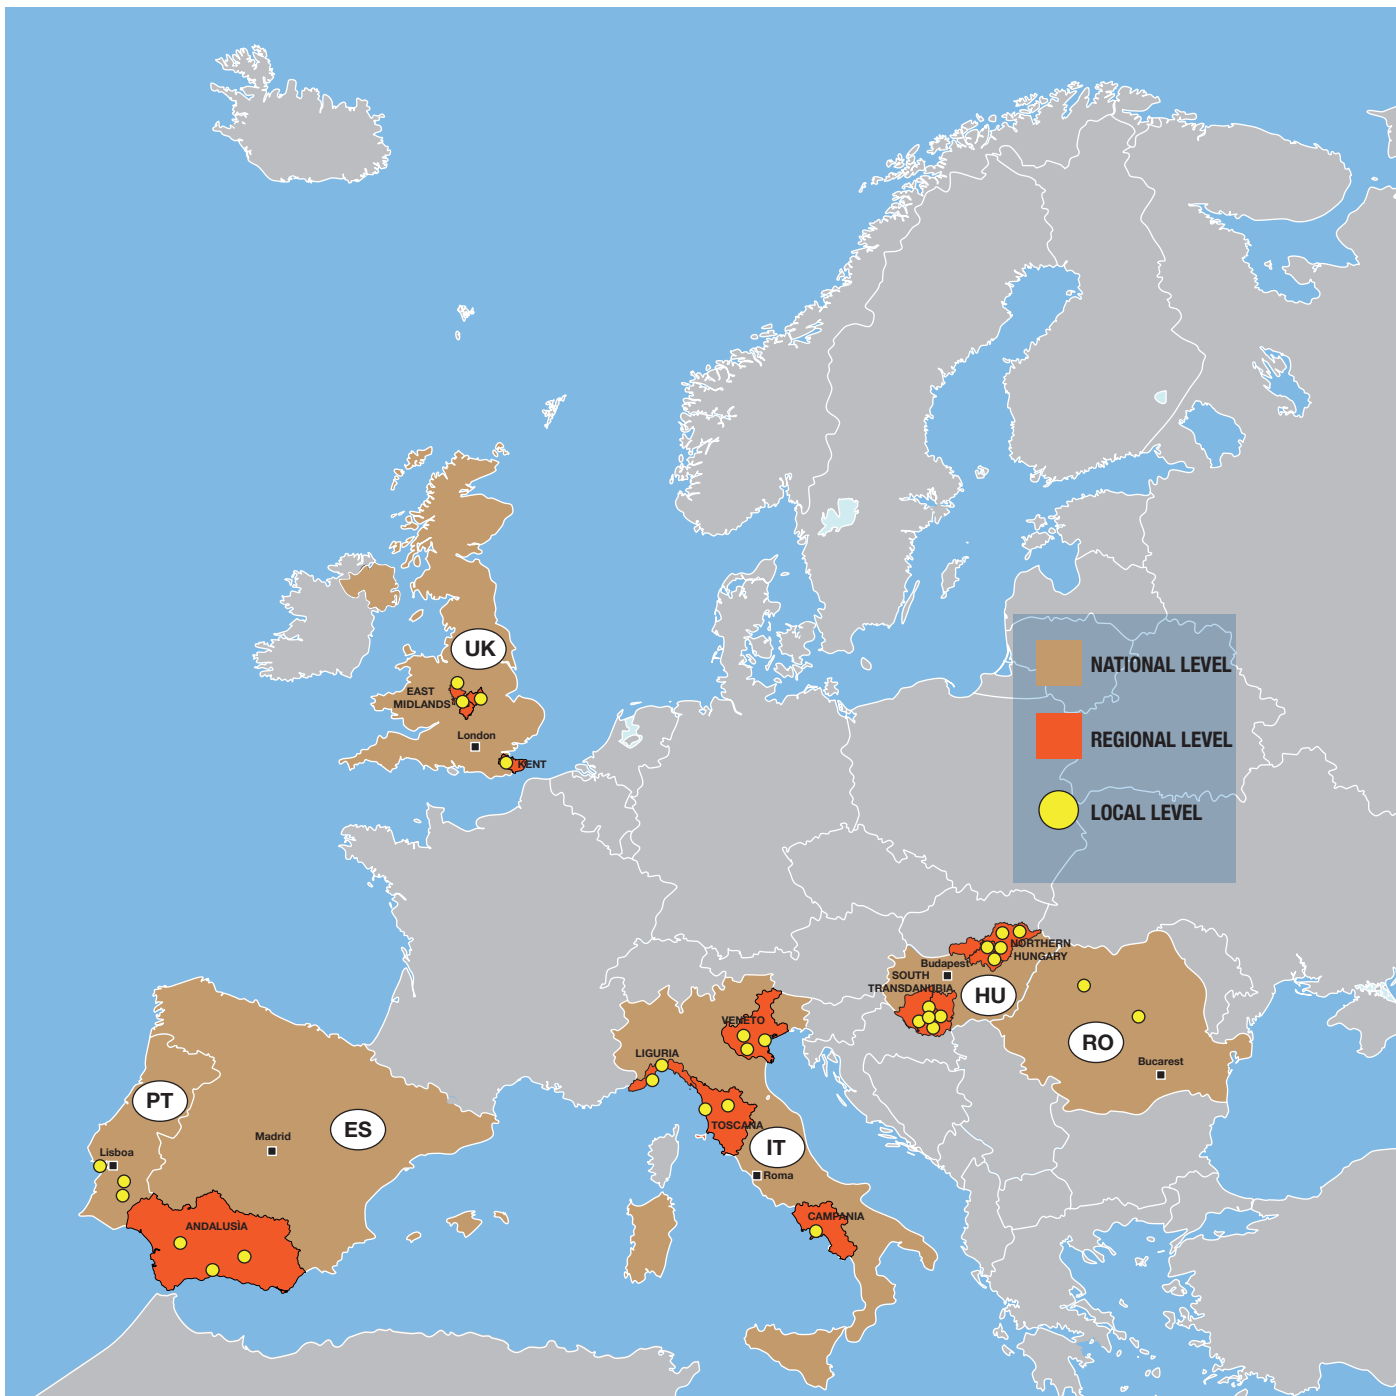 UK
EAST
MIDLANDS
London
KENT
NATIONAL LEVEL
REGIONAL LEVEL
LOCAL LEVEL
NORTHERN
HUNGARY
Budapest
SOUTH
TRANSDANUBIA
HU
VENETO
RO
LIGURIA
Bucarest
PT
ES
TOSCANA
Madrid
IT
Lisboa
Roma
CAMPANIA
ANDALUSÌA